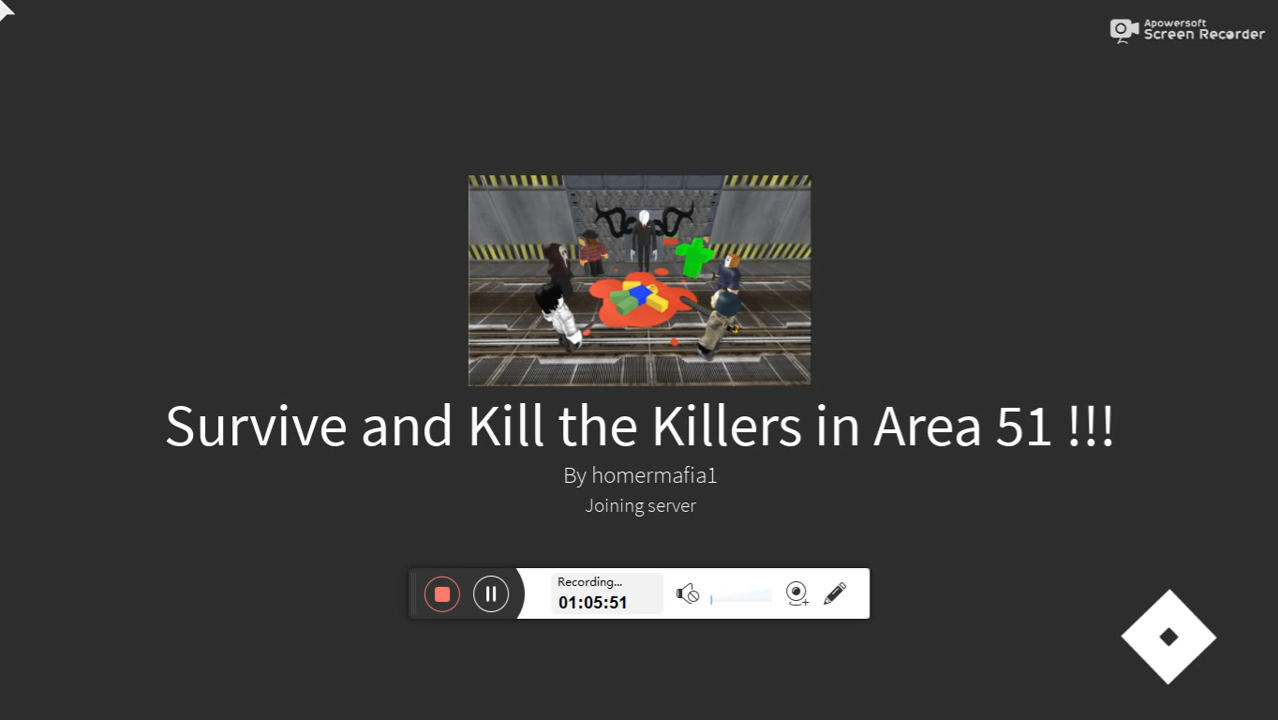 Apowersoft
Screen Recorder
Survive and Kill the Killers in Area 51 !!!
By homermafia1
Joining server
Recording...
01:05:51